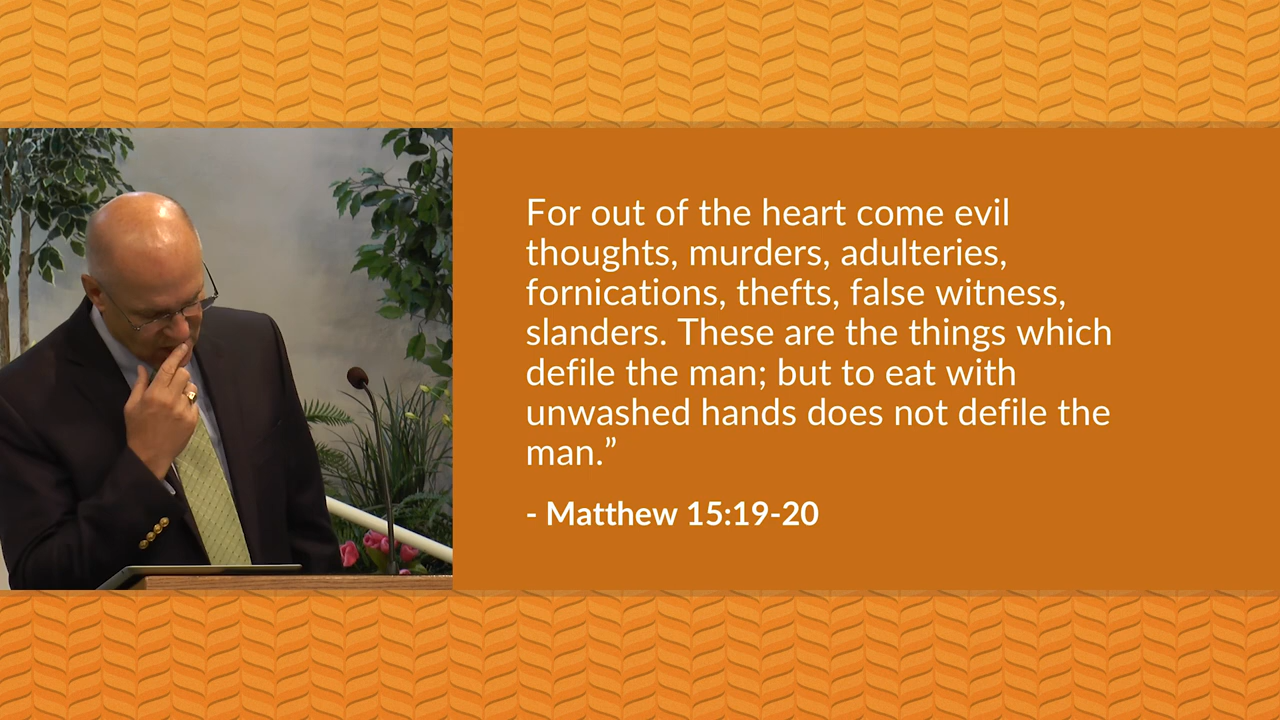 For out of the heart come evil
thoughts, murders, adulteries,
fornications, thefts, false witness,
slanders. These are the things which
defile the man; but to eat with
unwashed hands does not defile the
man.”
- Matthew 15:19-20